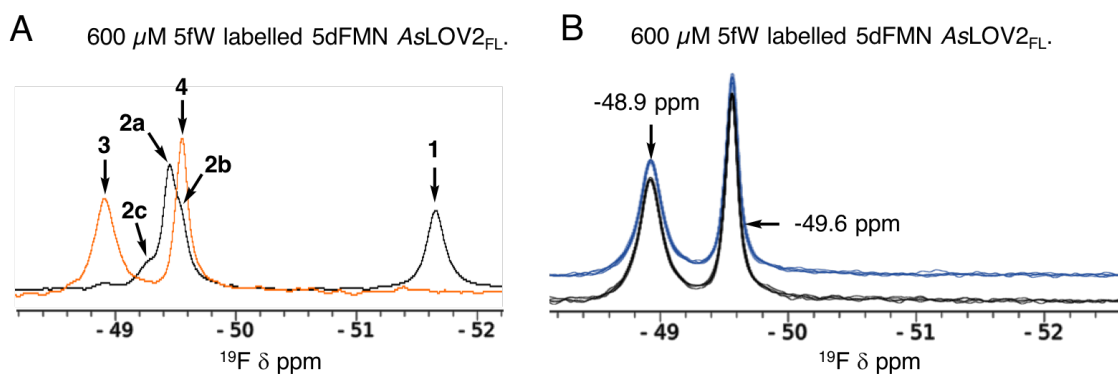 A
600 µM 5fW labelled 5dFMN AsLOV2FL.
4
3
2a
2b
1
2c
- 49
- 50
- 51
- 52
19F δ ppm
B
600 µM 5fW labelled 5dFMN AsLOV2FL.
-48.9 ppm
-49.6 ppm
- 49
- 50
- 51
- 52
19F δ ppm